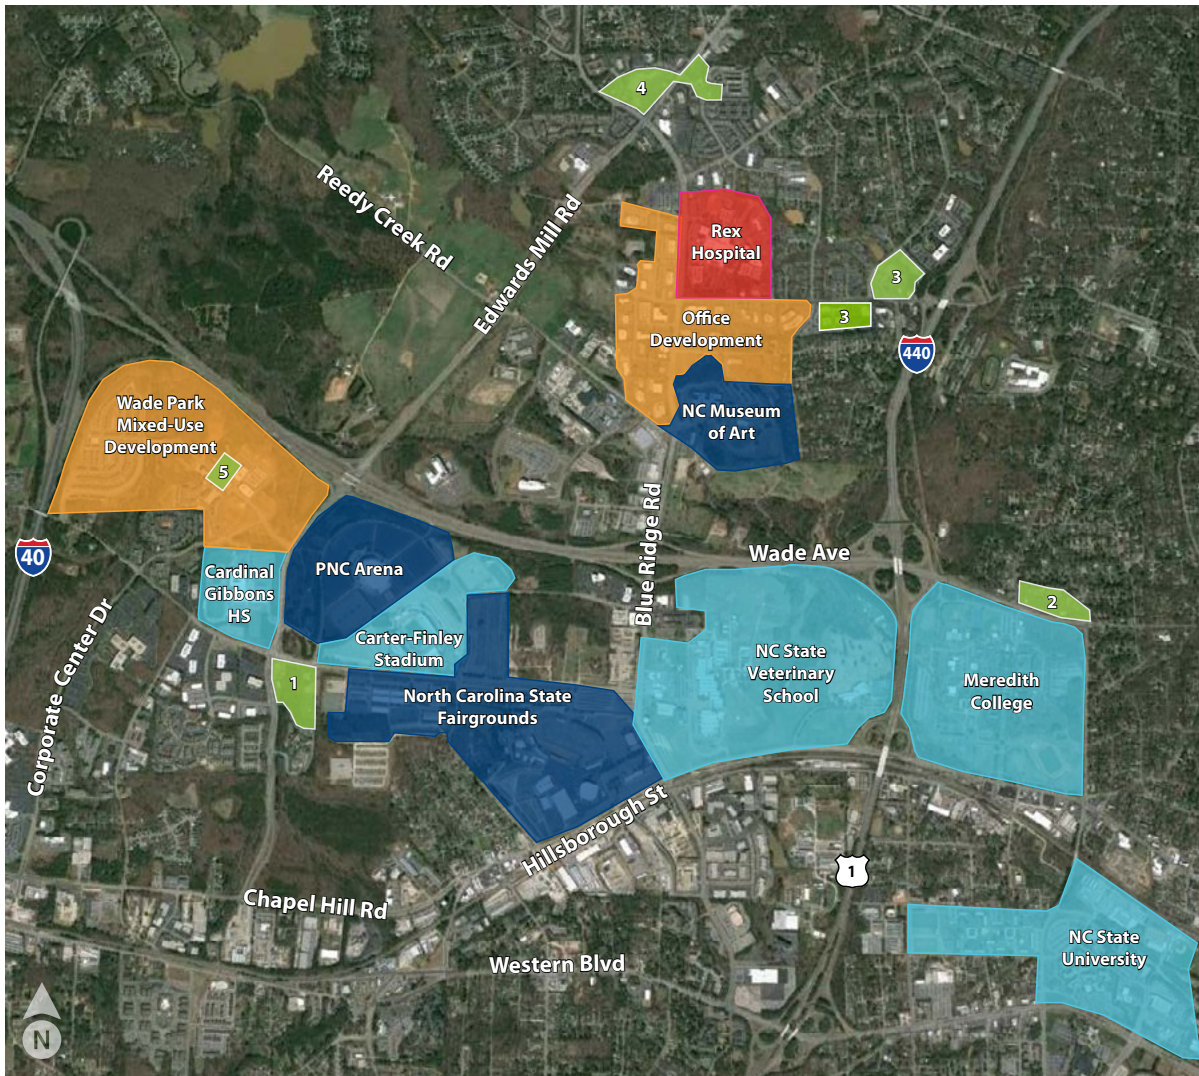 4
Reedy Creek Rd
Edwards Mill Rd
Rex
Hospital
3
3
Office
Development
440
Wade Park
Mixed-Use
Development
5
NC Museum
of Art
40
Blue Ridge Rd
Wade Ave
PNC Arena
Cardinal
Gibbons
HS
2
Carter-Finley
Stadium
NC State
Veterinary
School
Meredith
College
Corporate Center Dr
1
North Carolina State
Fairgrounds
Hillsborough St
1
Chapel Hill Rd
NC State
University
Western Blvd
N